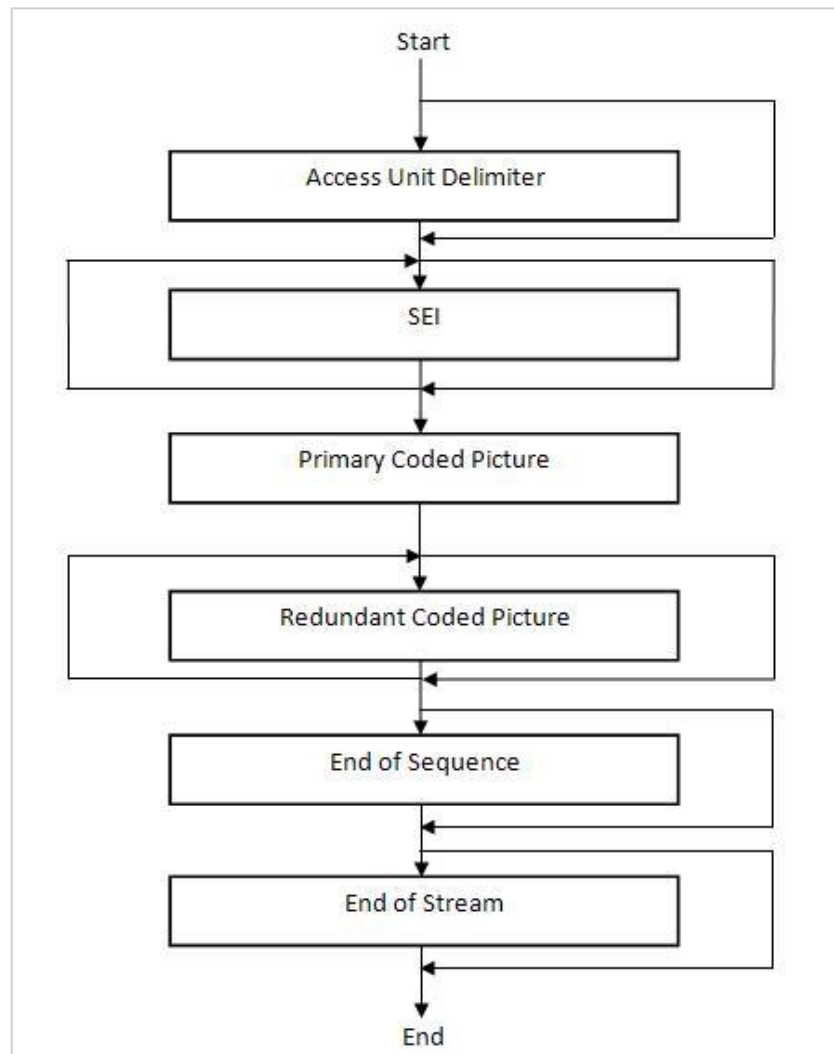 Start
Access Unit Delimiter
SEI
Primary Coded Picture
Redundant Coded Picture
End of Sequence
End of Stream
End